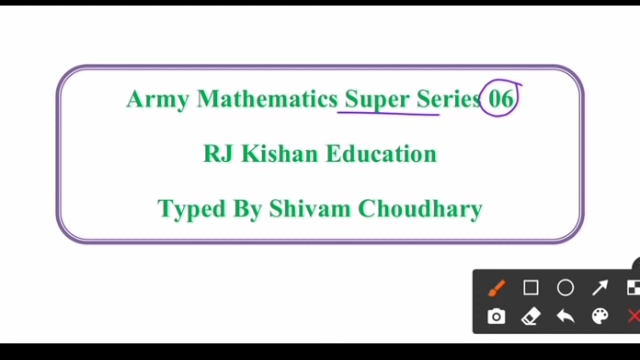 Army Mathematics Super Series 06
RJ Kishan Education
Typed By Shivam Choudhary